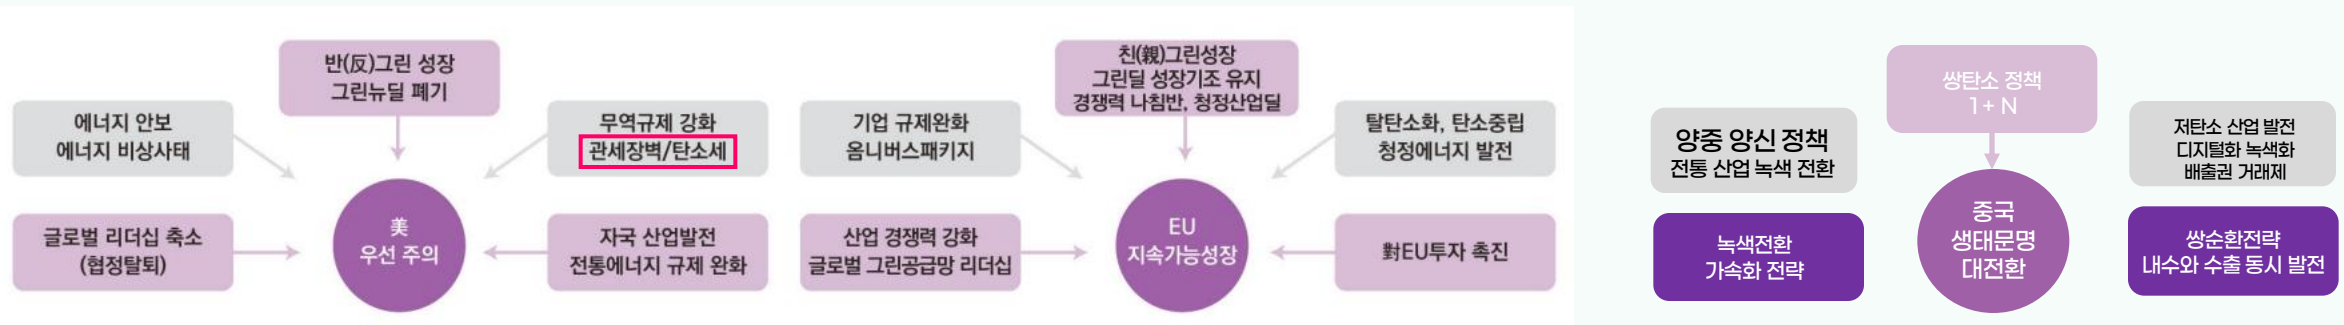 반(反)그린 성장
그린뉴딜 폐기
에너지 안보
에너지 비상사태
무역규제 강화
관세장벽/탄소세
글로벌 리더십 축소
(협정탈퇴)
美
우선 주의
자국 산업발전
전통에너지 규제 완화
친(親)그린성장
그린딜 성장기조 유지
경쟁력 나침반, 청정산업딜
기업 규제완화
옴니버스패키지
탈탄소화, 탄소중립
청정에너지 발전
산업 경쟁력 강화
글로벌 그린공급망 리더십
EU
지속가능성장
對EU투자 촉진
쌍탄소 정책
1+ N
양중 양신 정책
전통 산업 녹색 전환
저탄소 산업 발전
디지털화 녹색화
배출권 거래제
녹색전환
가속화 전략
중국
생태문명
대전환
쌍순환전략
내수와 수출 동시 발전